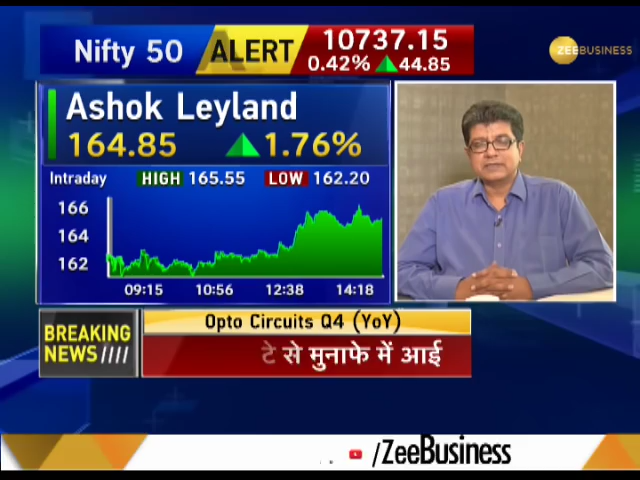 Nifty 50 ALERT 10737.15
0.42% 44.85
ZEEBUSINESS
Ashok Leyland
164.85 1.76%
Intraday HIGH 165.55 LOW 162.20
166
164
162
09:15 10:56 12:38 14:18
BREAKING
NEWS
Opto Circuits Q4 (YoY)
टे से मुनाफे में आई
/ZeeBusiness